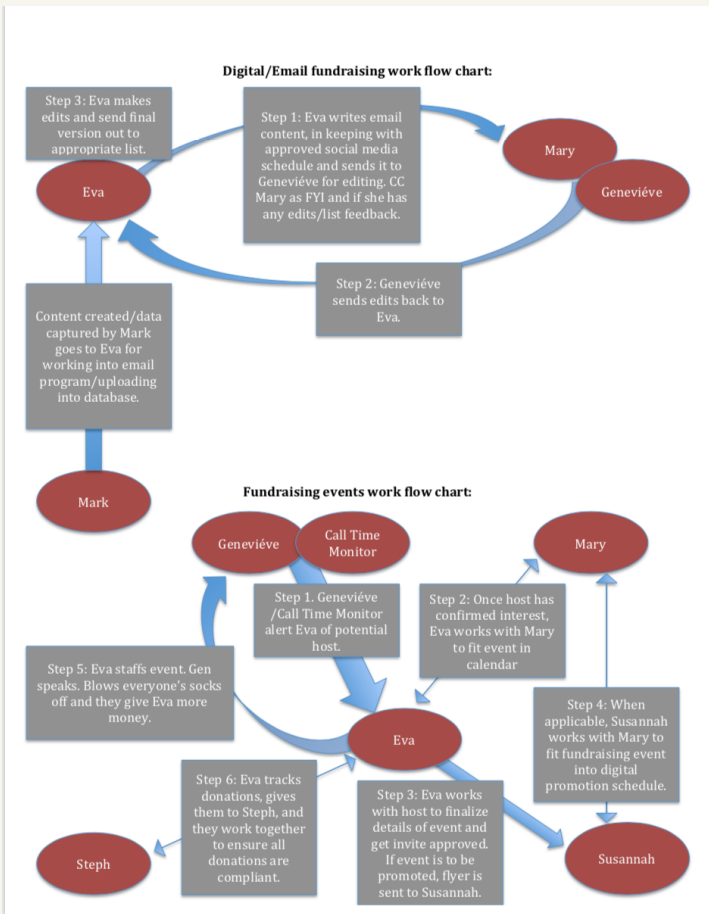 Digital/Email fundraising work flow chart:
Step 3: Eva makes
edits and send final
version out to
appropriate list.
Step 1: Eva writes email
content, in keeping with
approved social media
schedule and sends it to
Geneviéve for editing. CC
Mary as FYI and if she has
any edits/list feedback.
Mary
Geneviéve
Eva
Step 2: Geneviéve
sends edits back to
Eva.
Content created/data
captured by Mark
goes to Eva for
working into email
program/uploading
into database.
Mark
Fundraising events work flow chart:
Geneviéve
Call Time
Monitor
Mary
Step 1. Geneviéve
/Call Time Monitor
alert Eva of potential
host.
Step 2: Once host has
confirmed interest,
Eva works with Mary
to fit event in
calendar
Step 5: Eva staffs event. Gen
speaks. Blows everyone's socks
off and they give Eva more
money.
Step 4: When
applicable, Susannah
works with Mary to
fit fundraising event
into digital
promotion schedule.
Eva
Step 6: Eva tracks
donations, gives
them to Steph, and
they work together
to ensure all
donations are
compliant.
Step 3: Eva works
with host to finalize
details of event and
get invite approved.
If event is to be
promoted, flyer is
sent to Susannah.
Steph
Susannah